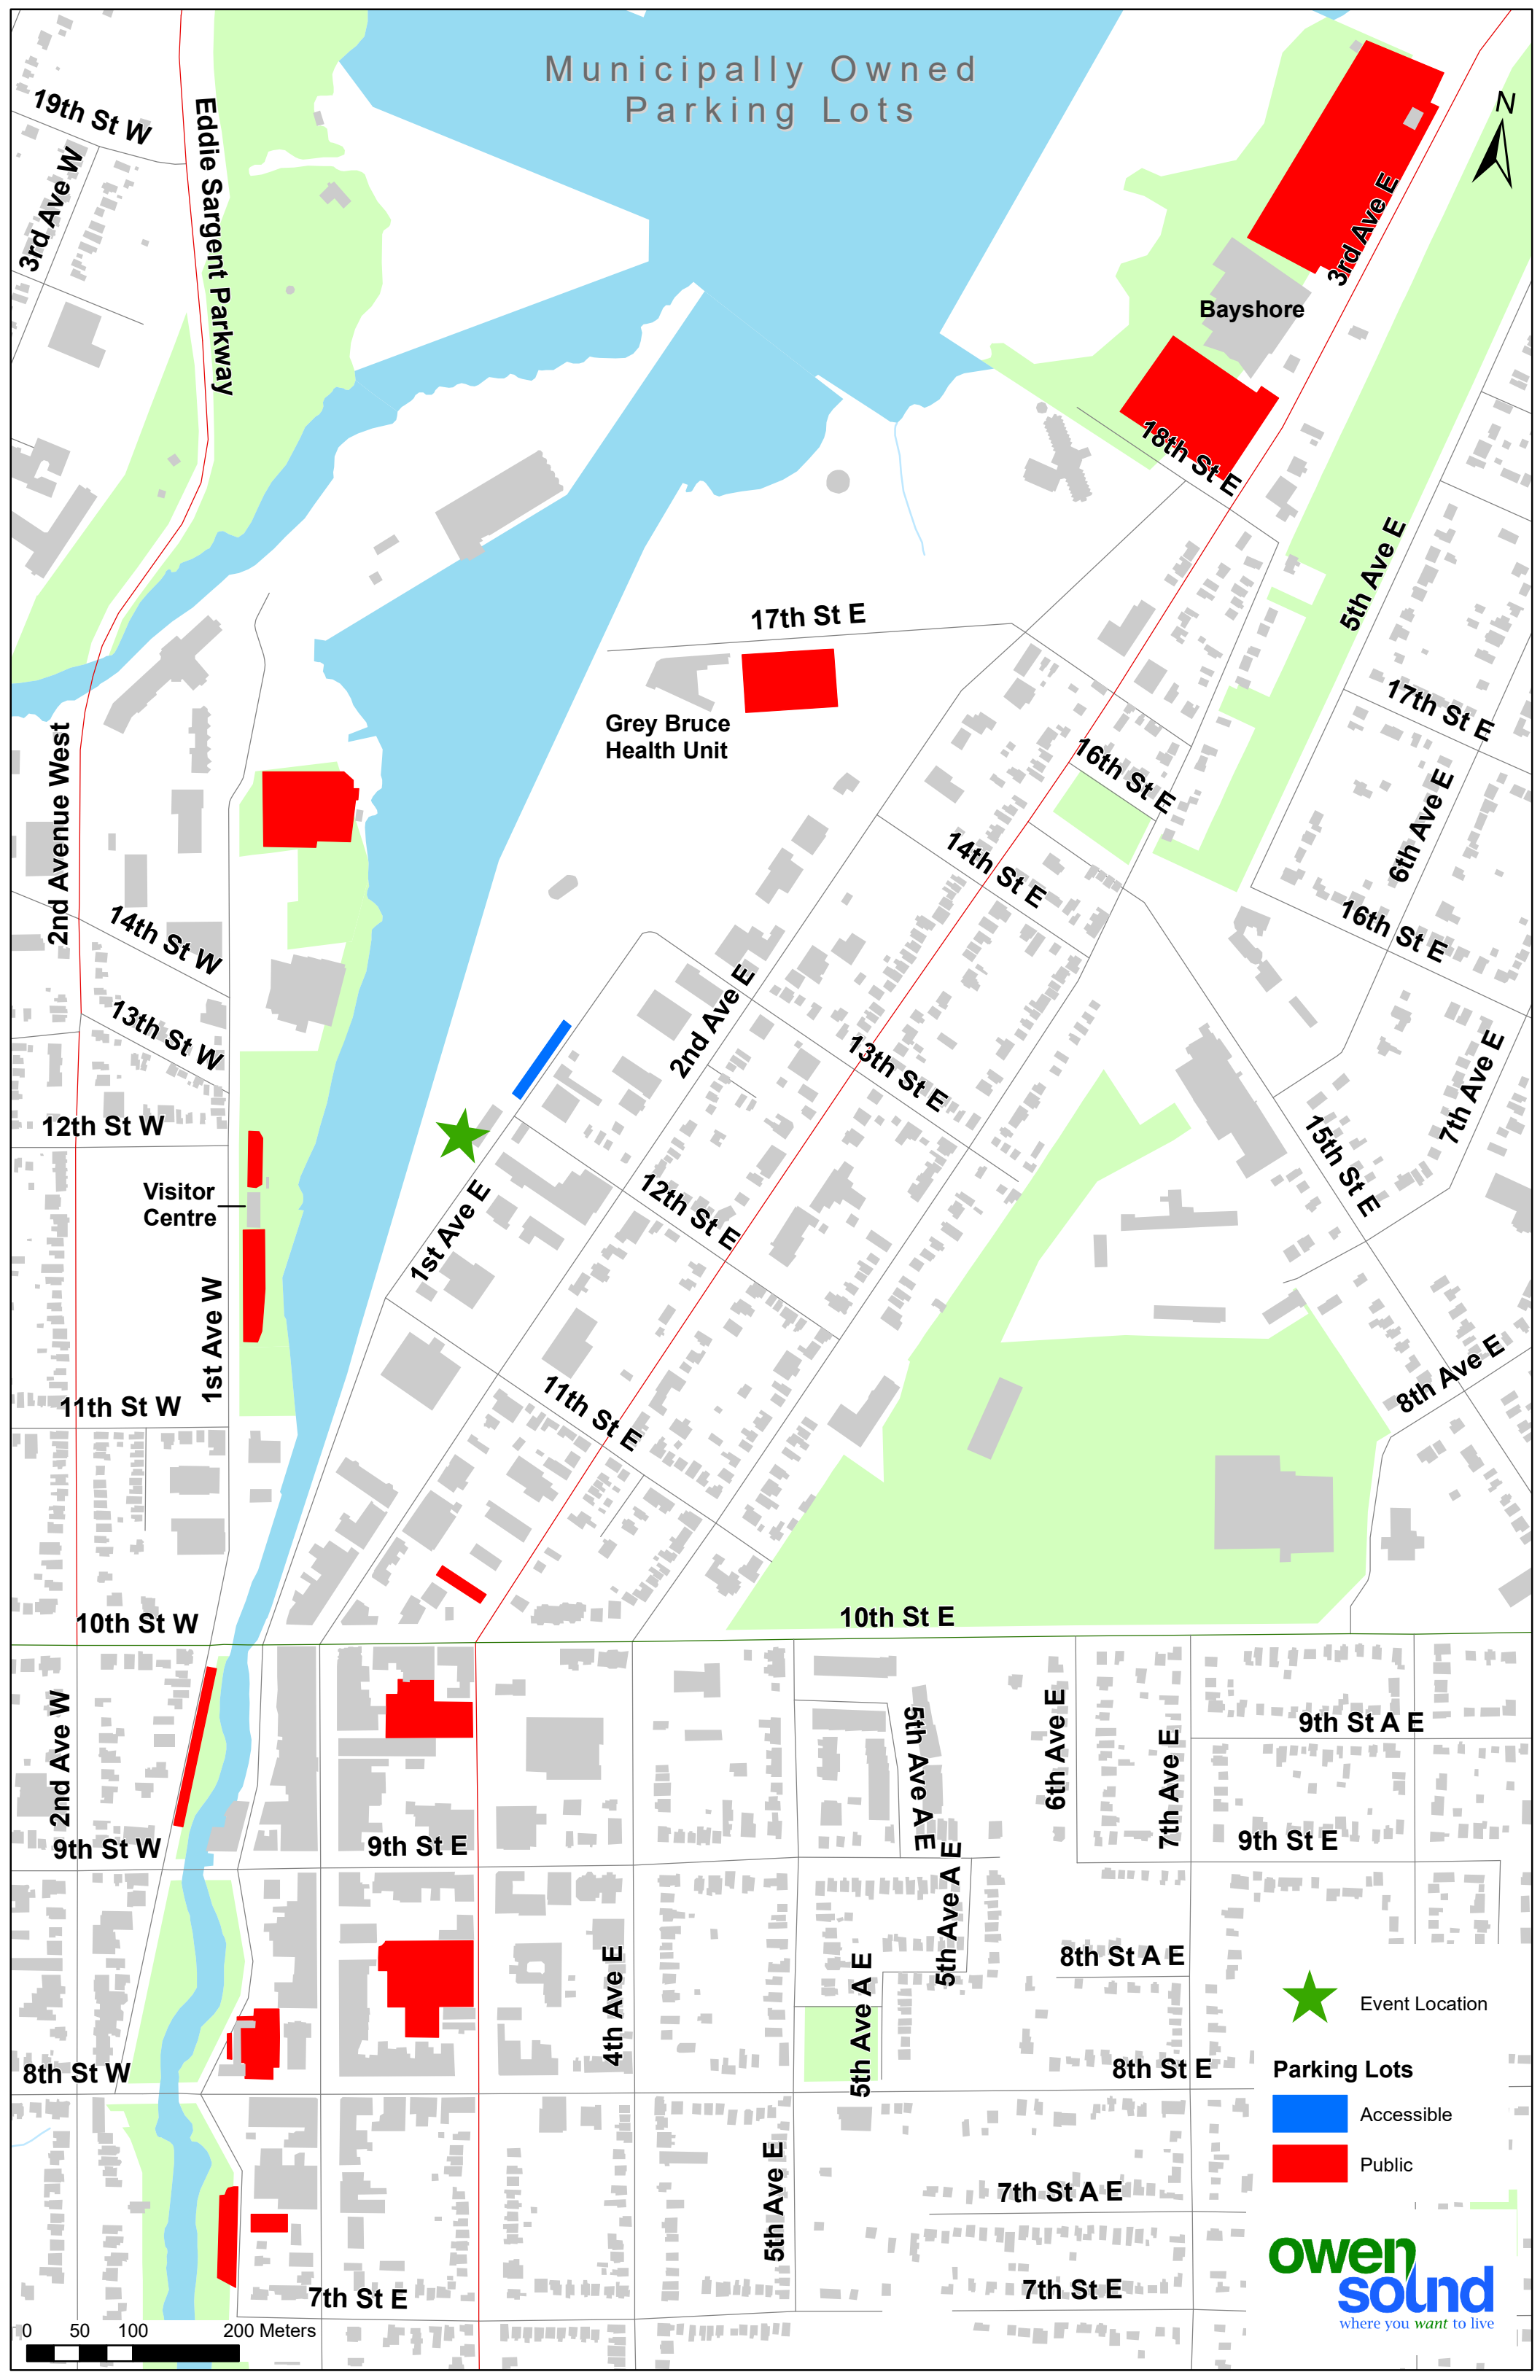 Municipally Owned
Parking Lots
N
19th St W
3rd Ave W
Eddie Sargent Parkway
3rd Ave E
Bayshore
18th St E
5th Ave E
17th St E
Grey Bruce
Health Unit
17th St E
16th St E
6th Ave E
2nd Avenue West
14th St E
16th St E
14th St W
2nd Ave E
13th St W
13th St E
7th Ave E
12th St W
15th St E
Visitor
Centre
12th St E
1st Ave E
1st Ave W
8th Ave E
11th St W
11th St E
10th St W
10th St E
2nd Ave W
5th Ave A E
6th Ave E
7th Ave E
9th St A E
9th St W
9th St E
9th St E
5th Ave A E
4th Ave E
5th Ave A E
8th St A E
Event Location
8th St W
8th St E
Parking Lots
Accessible
Public
5th Ave E
7th St A E
7th St E
7th St E
owen
sound
where you want to live
0 50 100 200 Meters